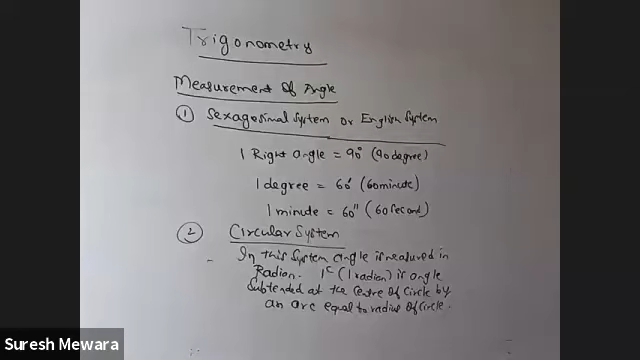 Trigonometry
Measurement Of Angle
① Sexagesimal System or English System
1 Right angle = 90° (90 degree)
1 degree = 60' (60 minute)
1 minute = 60" (60 Second)
② Circular System
In this System angle is measured in
Radian. 1ᶜ (1 radian) is angle
Subtended at the Centre Of Circle by
an arc equal to radius Of Circle.
Suresh Mewara